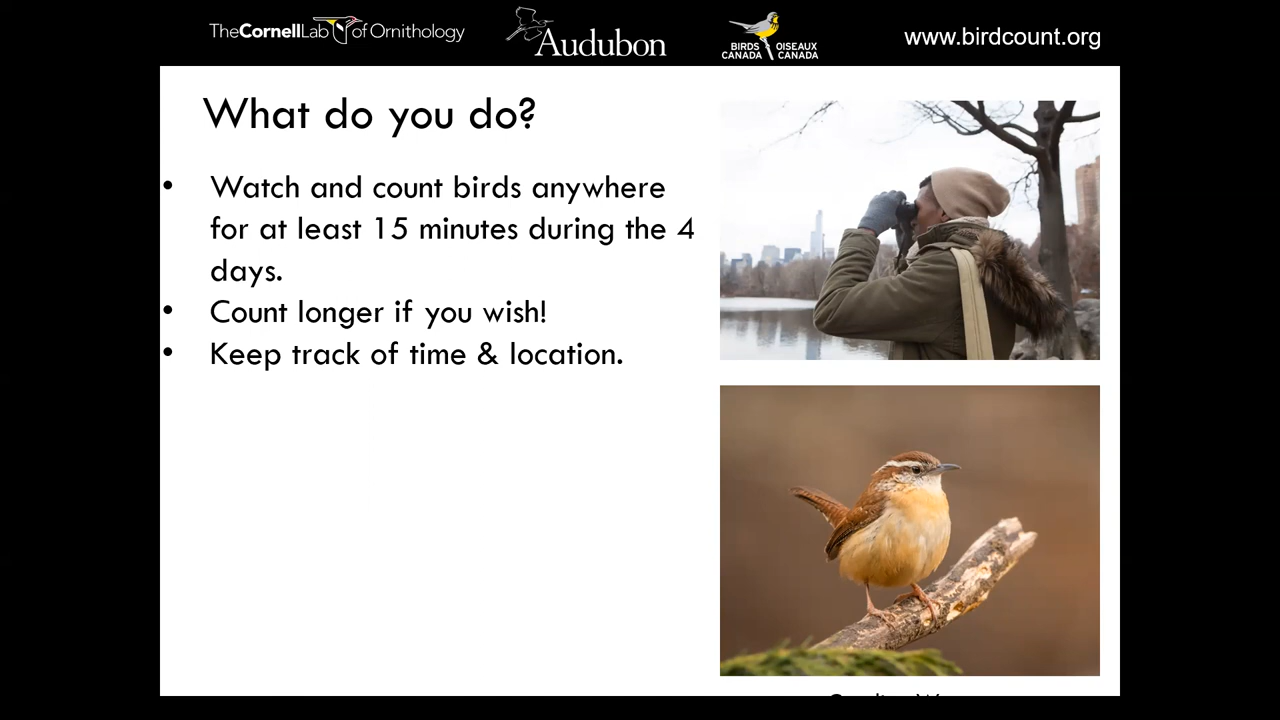 The CornellLab of Ornithology
Audubon
BIRDS OISEAUX
CANADA CANADA
www.birdcount.org
What do you do?
• Watch and count birds anywhere
for at least 15 minutes during the 4
days.
• Count longer if you wish!
• Keep track of time & location.